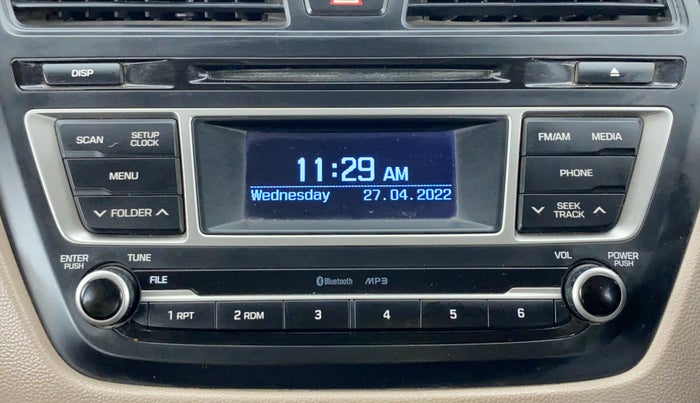 DISP
SCAN SETUP CLOCK
FM/AM MEDIA
11:29 AM
MENU
PHONE
Wednesday 27.04.2022
FOLDER
SEEK TRACK
ENTER PUSH
TUNE
VOL
POWER PUSH
FILE
Bluetooth MP3
1 RPT 2 RDM 3 4 5 6